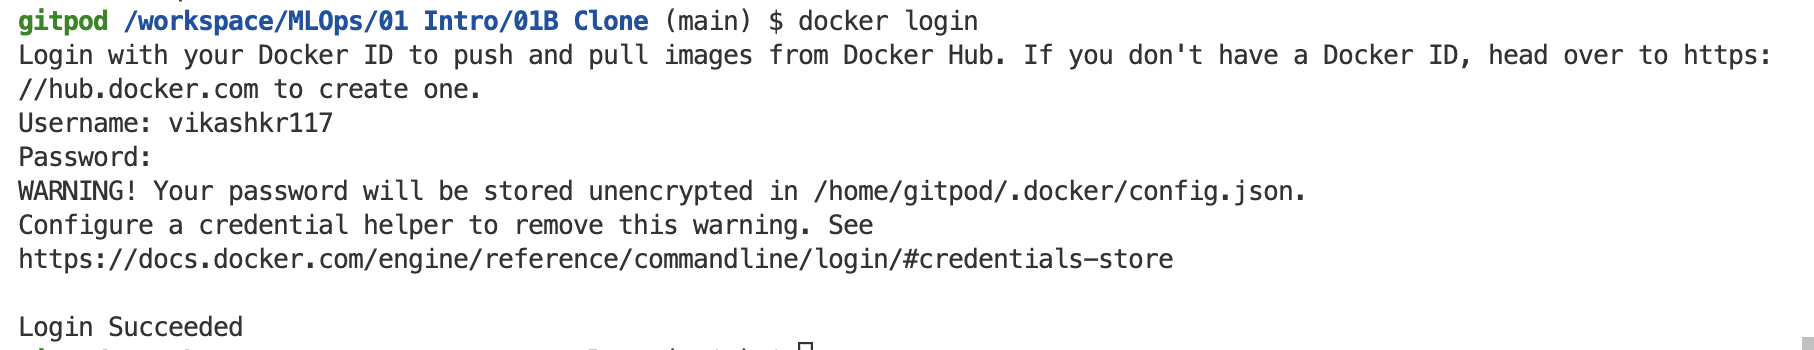 gitpod /workspace/MLOps/01 Intro/01B Clone (main) $ docker login
Login with your Docker ID to push and pull images from Docker Hub. If you don't have a Docker ID, head over to https:
//hub.docker.com to create one.
Username: vikashkr117
Password:
WARNING! Your password will be stored unencrypted in /home/gitpod/.docker/config.json.
Configure a credential helper to remove this warning. See
https://docs.docker.com/engine/reference/commandline/login/#credentials-store
Login Succeeded